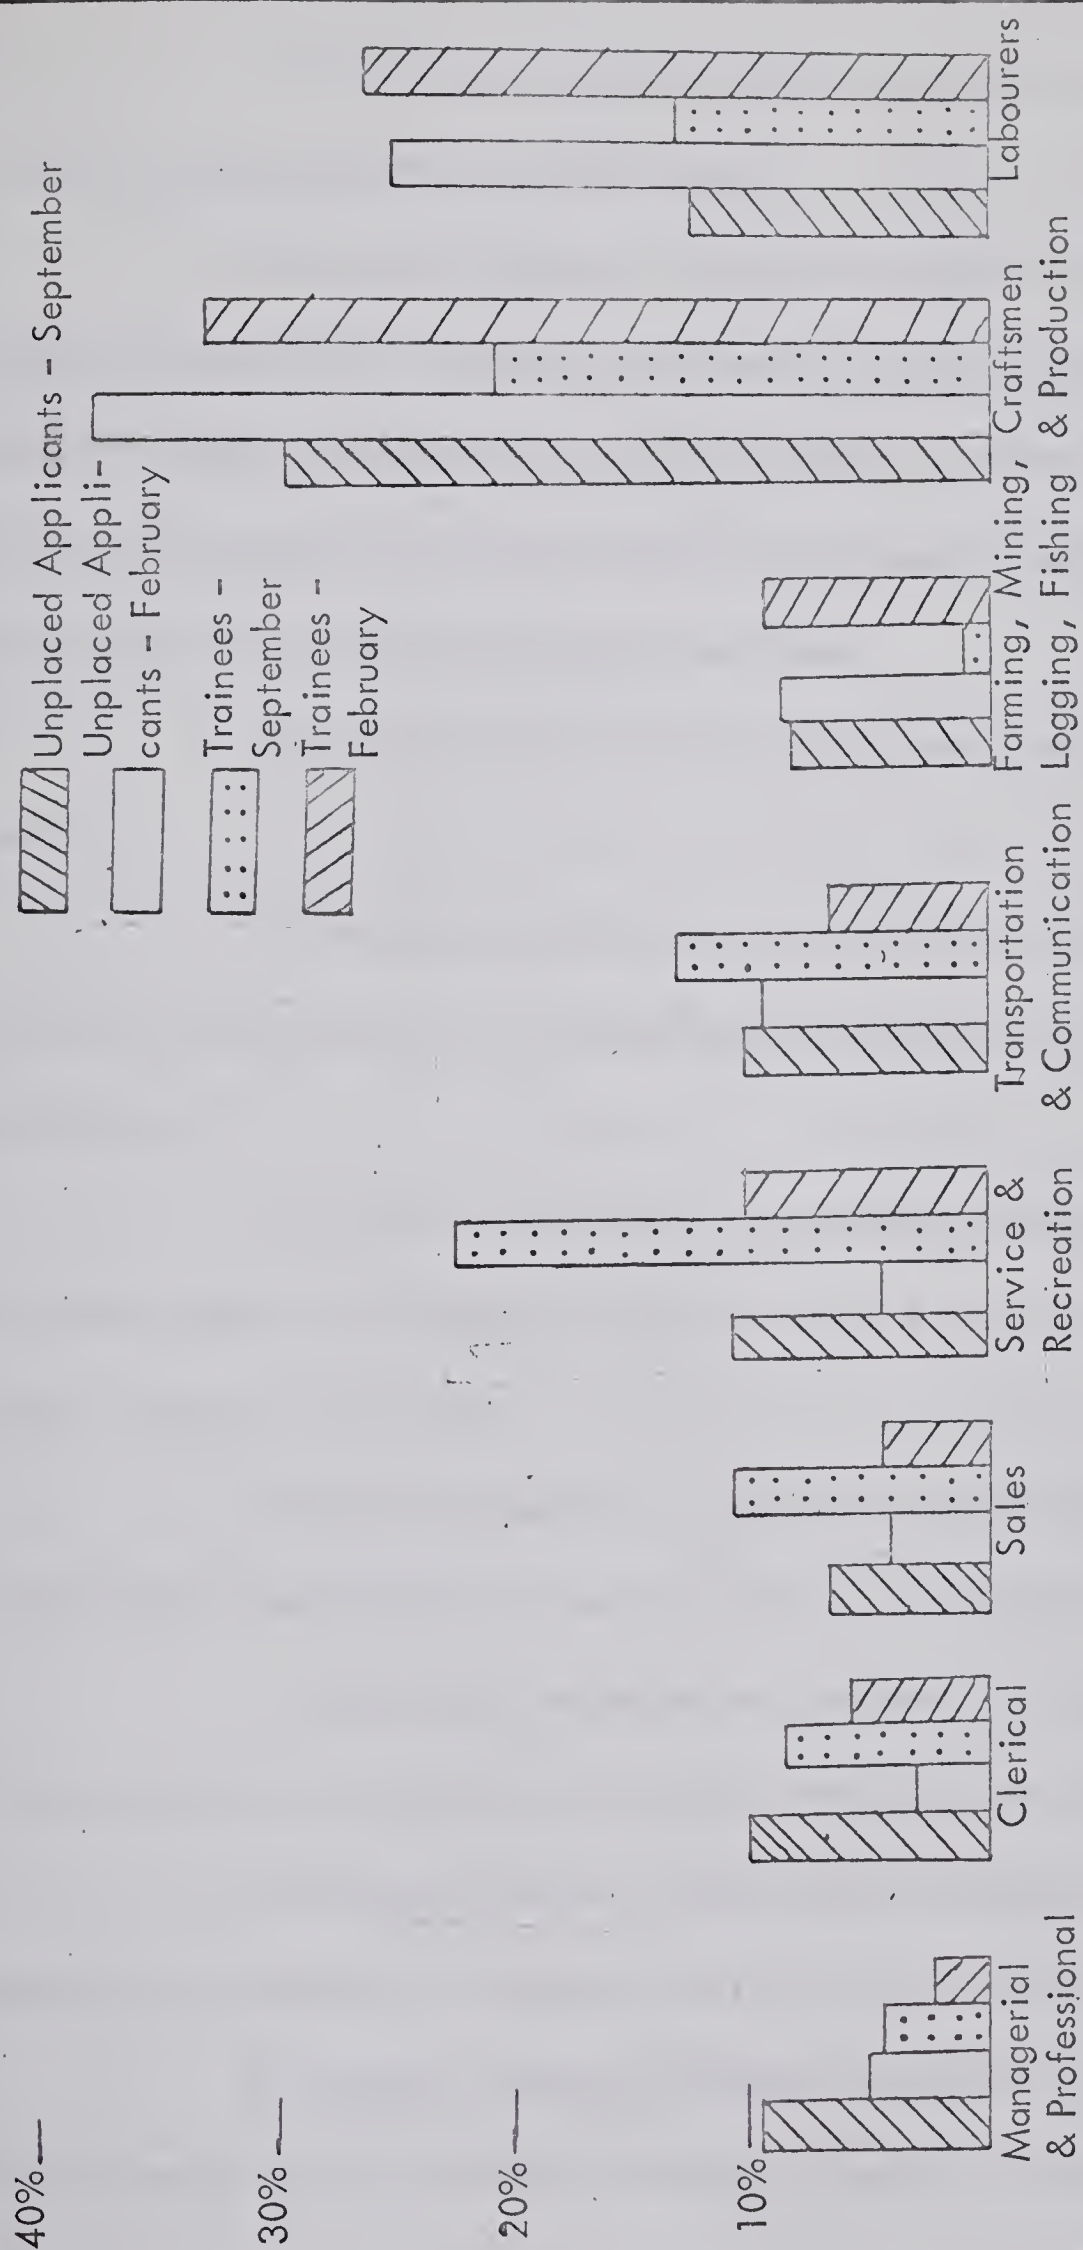 Unplaced Applicants - September
Unplaced Appli-
cants - February
Trainees -
September
Trainees -
February
40%
30%
20%
10%
Managerial
& Professional
Clerical
Sales
Service &
Recreation
Transportation
& Communication
Farming, Mining,
Logging, Fishing
Craftsmen
& Production
Labourers